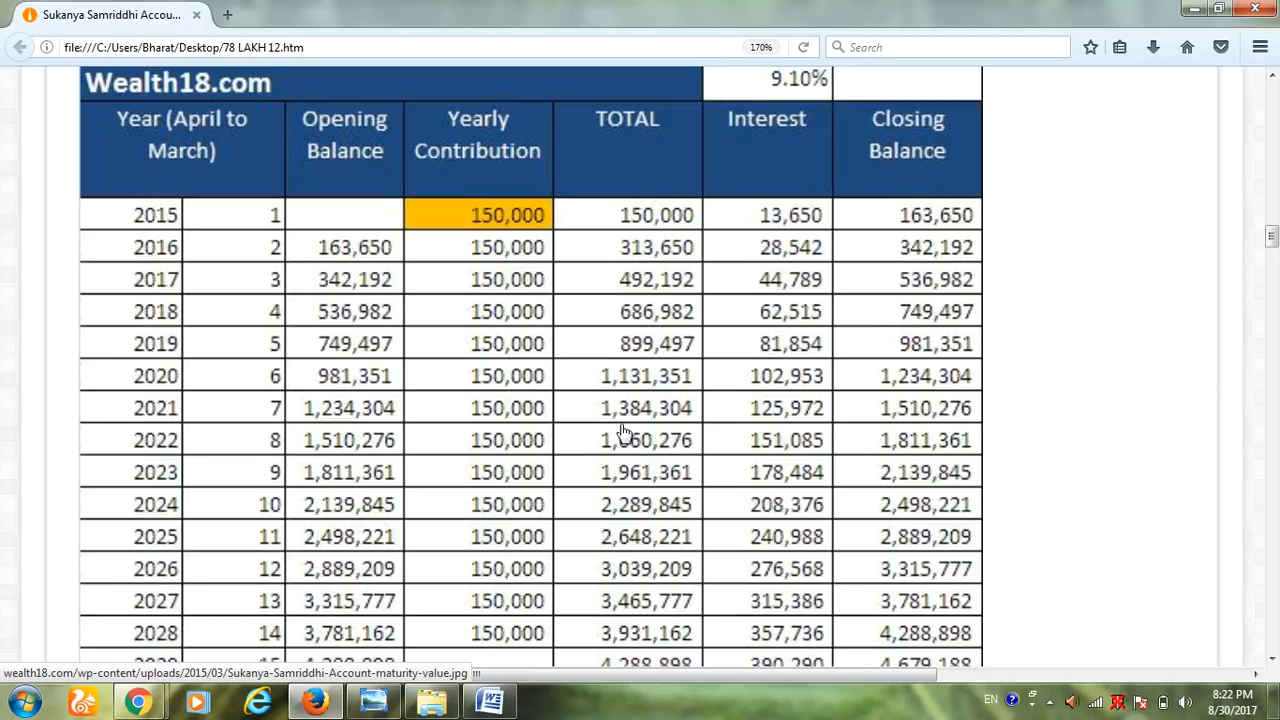 Sukanya Samriddhi Accou...
file:///C:/Users/Bharat/Desktop/78 LAKH 12.htm 170% Search
Wealth18.com 9.10%
Year (April to March) Opening Balance Yearly Contribution TOTAL Interest Closing Balance
2015 1 150,000 150,000 13,650 163,650
2016 2 163,650 150,000 313,650 28,542 342,192
2017 3 342,192 150,000 492,192 44,789 536,982
2018 4 536,982 150,000 686,982 62,515 749,497
2019 5 749,497 150,000 899,497 81,854 981,351
2020 6 981,351 150,000 1,131,351 102,953 1,234,304
2021 7 1,234,304 150,000 1,384,304 125,972 1,510,276
2022 8 1,510,276 150,000 151,085 1,811,361
2023 9 1,811,361 150,000 1,961,361 178,484 2,139,845
2024 10 2,139,845 150,000 2,289,845 208,376 2,498,221
2025 11 2,498,221 150,000 2,648,221 240,988 2,889,209
2026 12 2,889,209 150,000 3,039,209 276,568 3,315,777
2027 13 3,315,777 150,000 3,465,777 315,386 3,781,162
2028 14 3,781,162 150,000 3,931,162 357,736 4,288,898
4,288,898 390,290 4,679,188
wealth18.com/wp-content/uploads/2015/03/Sukanya-Samriddhi-Account-maturity-value.jpg
EN 8:22 PM
8/30/2017